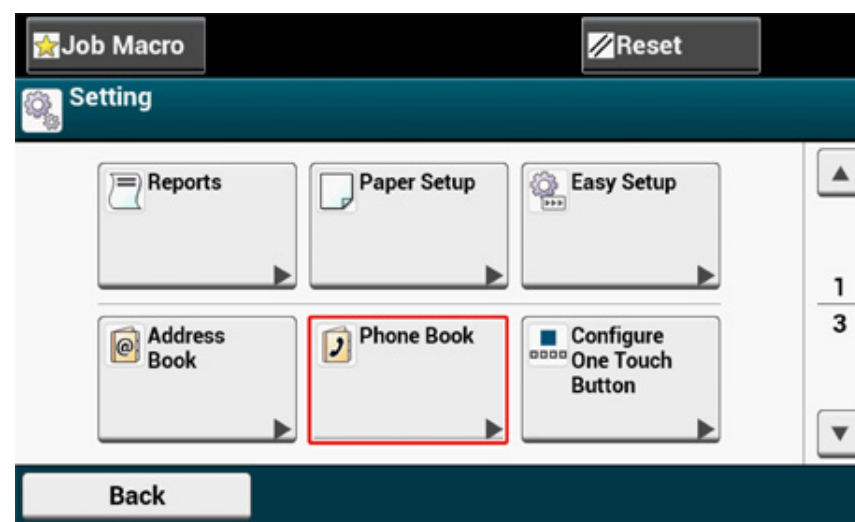 Job Macro
Reset
Setting
Reports
Paper Setup
Easy Setup
1
3
Address
Book
Phone Book
Configure
One Touch
Button
Back